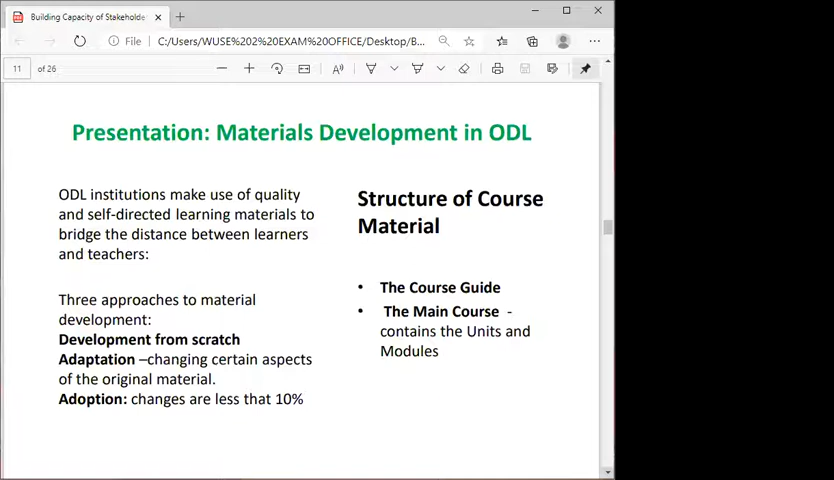 Building Capacity of Stakeholde
File
C:/Users/WUSE%202%20EXAM%20OFFICE/Desktop/B...
11 of 26
Presentation: Materials Development in ODL
ODL institutions make use of quality
and self-directed learning materials to
bridge the distance between learners
and teachers:
Three approaches to material
development:
Development from scratch
Adaptation –changing certain aspects
of the original material.
Adoption: changes are less that 10%
Structure of Course
Material
• The Course Guide
• The Main Course -
contains the Units and
Modules